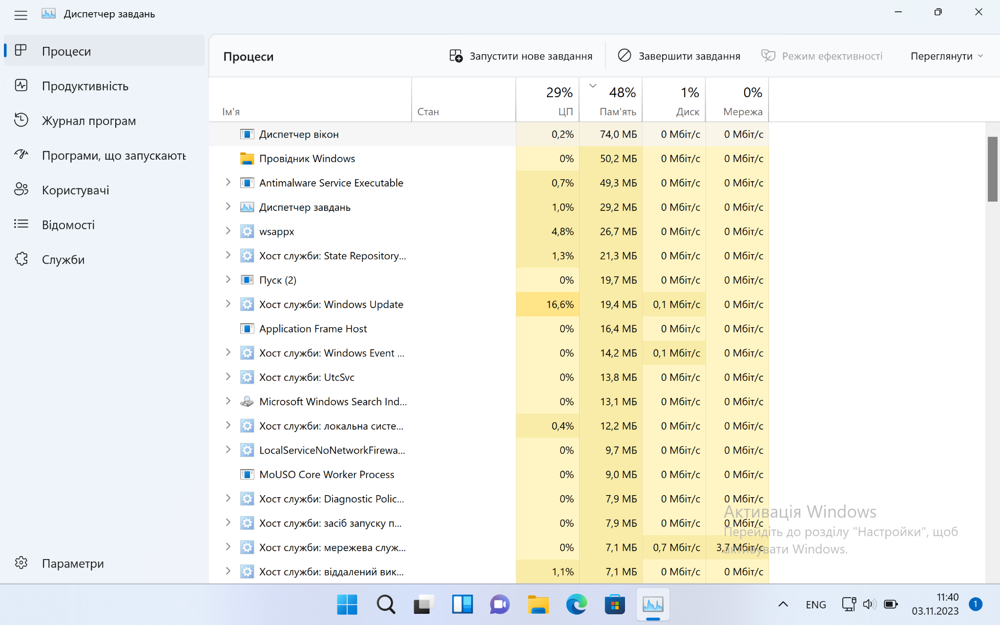 Диспетчер завдань
Процеси
Продуктивність
Журнал програм
Програми, що запускають
Користувачі
Відомості
Служби
Параметри
Процеси
Запустити нове завдання
Завершити завдання
Режим ефективності
Переглянути
29% 48% 1% 0%
Ім'я Стан ЦП Пам'ять Диск Мережа
Диспетчер вікон 0,2% 74,0 МБ 0 Мбіт/с 0 Мбіт/с
Провідник Windows 0% 50,2 МБ 0 Мбіт/с 0 Мбіт/с
Antimalware Service Executable 0,7% 49,3 МБ 0 Мбіт/с 0 Мбіт/с
Диспетчер завдань 1,0% 29,2 МБ 0 Мбіт/с 0 Мбіт/с
wsappx 4,8% 26,7 МБ 0 Мбіт/с 0 Мбіт/с
Хост служби: State Repository... 1,3% 21,3 МБ 0 Мбіт/с 0 Мбіт/с
Пуск (2) 0% 19,7 МБ 0 Мбіт/с 0 Мбіт/с
Хост служби: Windows Update 16,6% 19,4 МБ 0,1 Мбіт/с 0 Мбіт/с
Application Frame Host 0% 16,4 МБ 0 Мбіт/с 0 Мбіт/с
Хост служби: Windows Event ... 0% 14,2 МБ 0,1 Мбіт/с 0 Мбіт/с
Хост служби: UtcSvc 0% 13,8 МБ 0 Мбіт/с 0 Мбіт/с
Microsoft Windows Search Ind... 0% 13,1 МБ 0 Мбіт/с 0 Мбіт/с
Хост служби: локальна систе... 0,4% 12,2 МБ 0 Мбіт/с 0 Мбіт/с
LocalServiceNoNetworkFirewa... 0% 9,7 МБ 0 Мбіт/с 0 Мбіт/с
MoUSO Core Worker Process 0% 9,0 МБ 0 Мбіт/с 0 Мбіт/с
Хост служби: Diagnostic Polic... 0% 7,9 МБ 0 Мбіт/с 0 Мбіт/с
Хост служби: засіб запуску п... 0% 7,9 МБ 0 Мбіт/с 0 Мбіт/с
Хост служби: мережева служ... 0% 7,1 МБ 0,7 Мбіт/с 3,7 Мбіт/с
Хост служби: віддалений вик... 1,1% 7,1 МБ 0 Мбіт/с 0 Мбіт/с
Активація Windows
Перейдіть до розділу "Настройки", щоб
активувати Windows.
ENG
11:40
03.11.2023
1